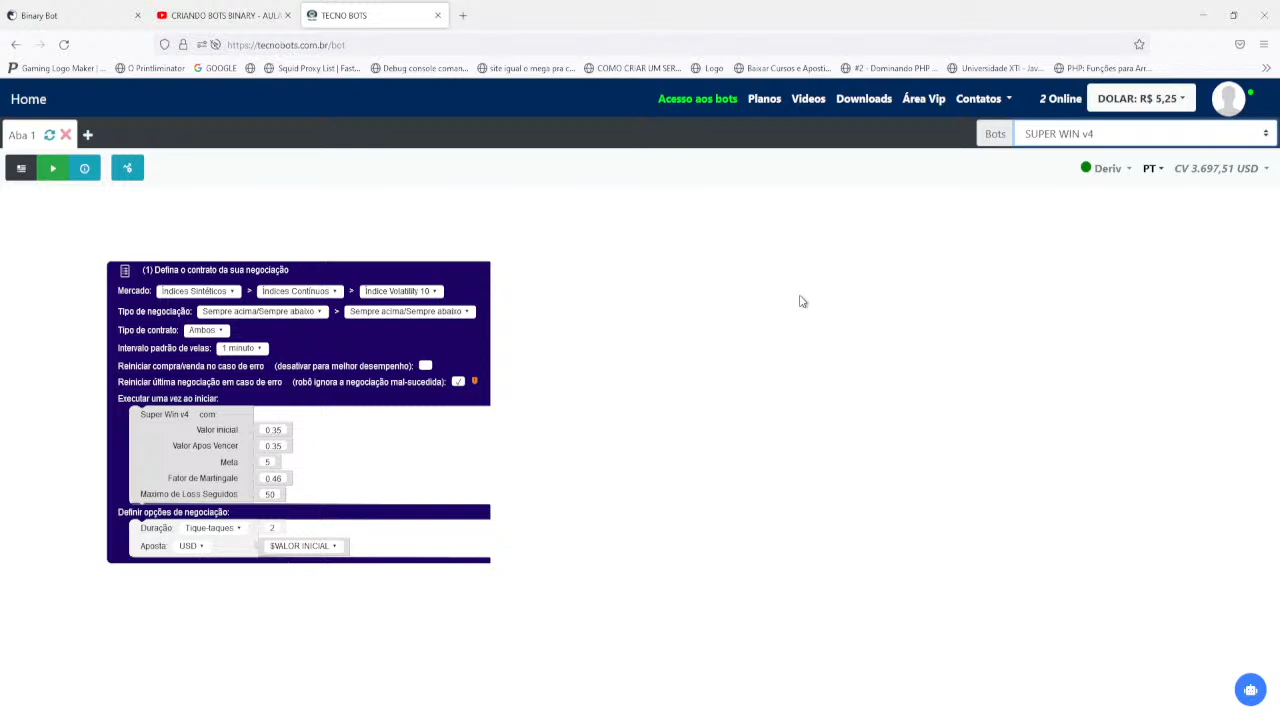 Binary Bot
CRIANDO BOTS BINARY - AULA
TECNO BOTS
https://tecnobots.com.br/bot
Gaming Logo Maker | ...
O Printliminator
GOOGLE
Squid Proxy List | Fast...
Debug console coman...
site igual o mega pra c...
COMO CRIAR UM SER...
Logo
Baixar Cursos e Aposti...
#2 - Dominando PHP ...
Universidade XTi - Jav...
PHP: Funções para Arr...
Home
Acesso aos bots
Planos
Videos
Downloads
Área Vip
Contatos
2 Online
DOLAR: R$ 5,25
Aba 1
Bots
SUPER WIN v4
Deriv
PT
CV 3.697,51 USD
(1) Defina o contrato da sua negociação
Mercado: Índices Sintéticos > Índices Contínuos > Índice Volatility 10
Tipo de negociação: Sempre acima/Sempre abaixo > Sempre acima/Sempre abaixo
Tipo de contrato: Ambos
Intervalo padrão de velas: 1 minuto
Reiniciar compra/venda no caso de erro (desativar para melhor desempenho):
Reiniciar última negociação em caso de erro (robô ignora a negociação mal-sucedida): ✓
Executar uma vez ao iniciar:
Super Win v4 com:
Valor inicial 0.35
Valor Apos Vencer 0.35
Meta 5
Fator de Martingale 0.46
Maximo de Loss Seguidos 50
Definir opções de negociação:
Duração: Tique-taques 2
Aposta: USD $VALOR INICIAL